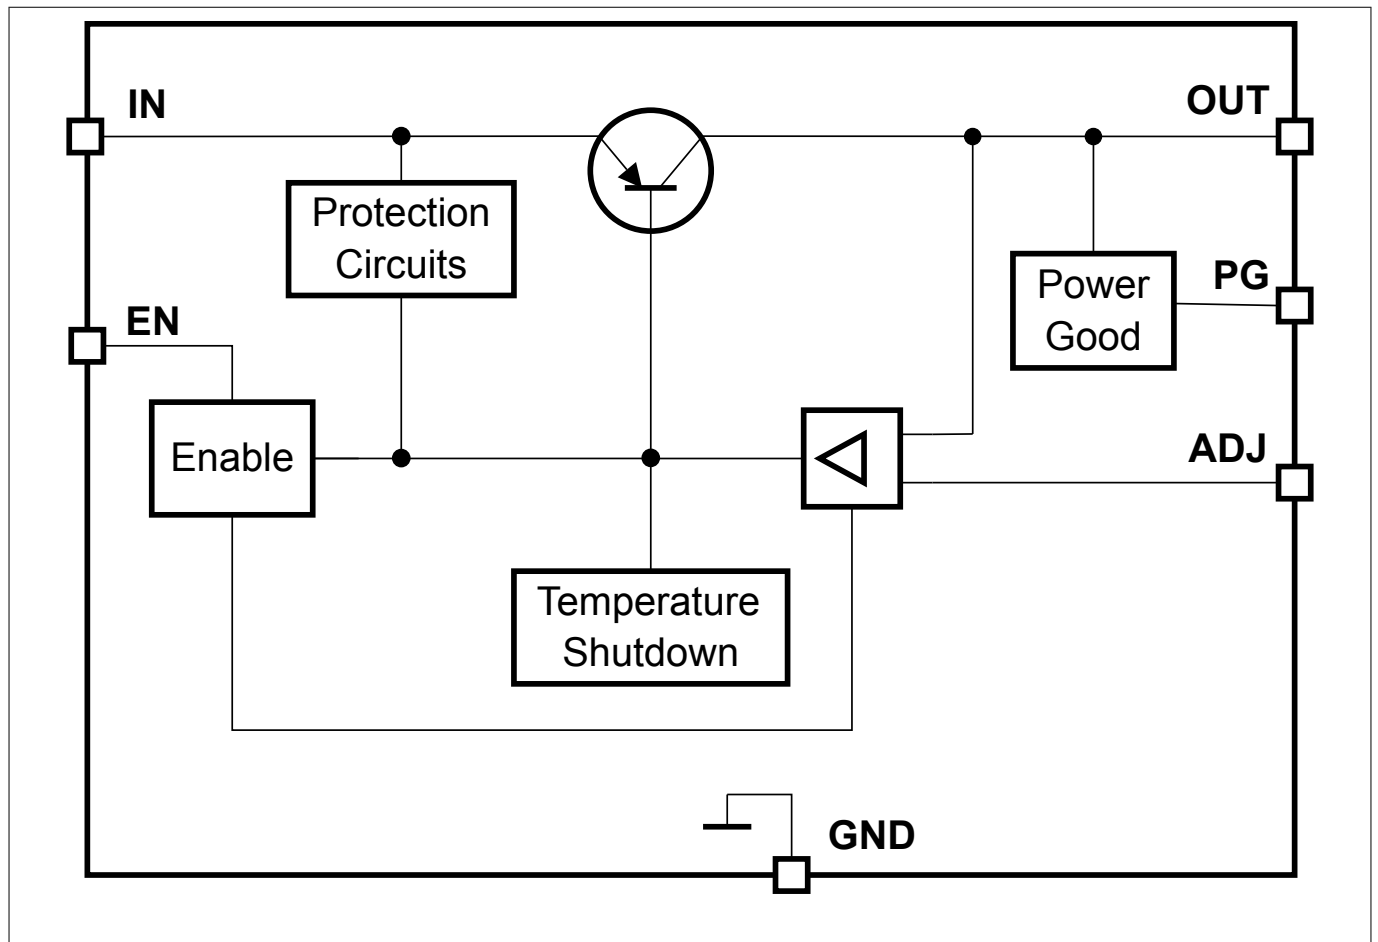 IN
OUT
Protection
Circuits
Power
Good
PG
EN
Enable
ADJ
Temperature
Shutdown
GND